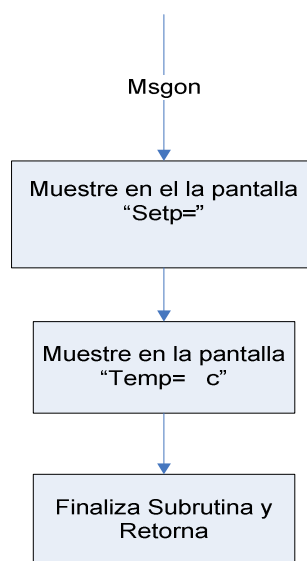 Msgon
Muestre en el la pantalla
“Setp=”
Muestre en la pantalla
“Temp=   c”
Finaliza Subrutina y
Retorna